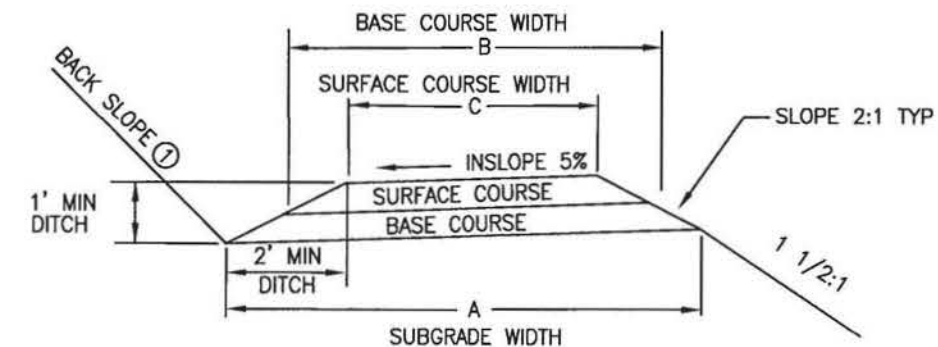 BASE COURSE WIDTH
B
SURFACE COURSE WIDTH
C
BACK SLOPE ①
SLOPE 2:1 TYP
INSLOPE 5%
SURFACE COURSE
1' MIN
DITCH
BASE COURSE
2' MIN
DITCH
1 1/2:1
A
SUBGRADE WIDTH